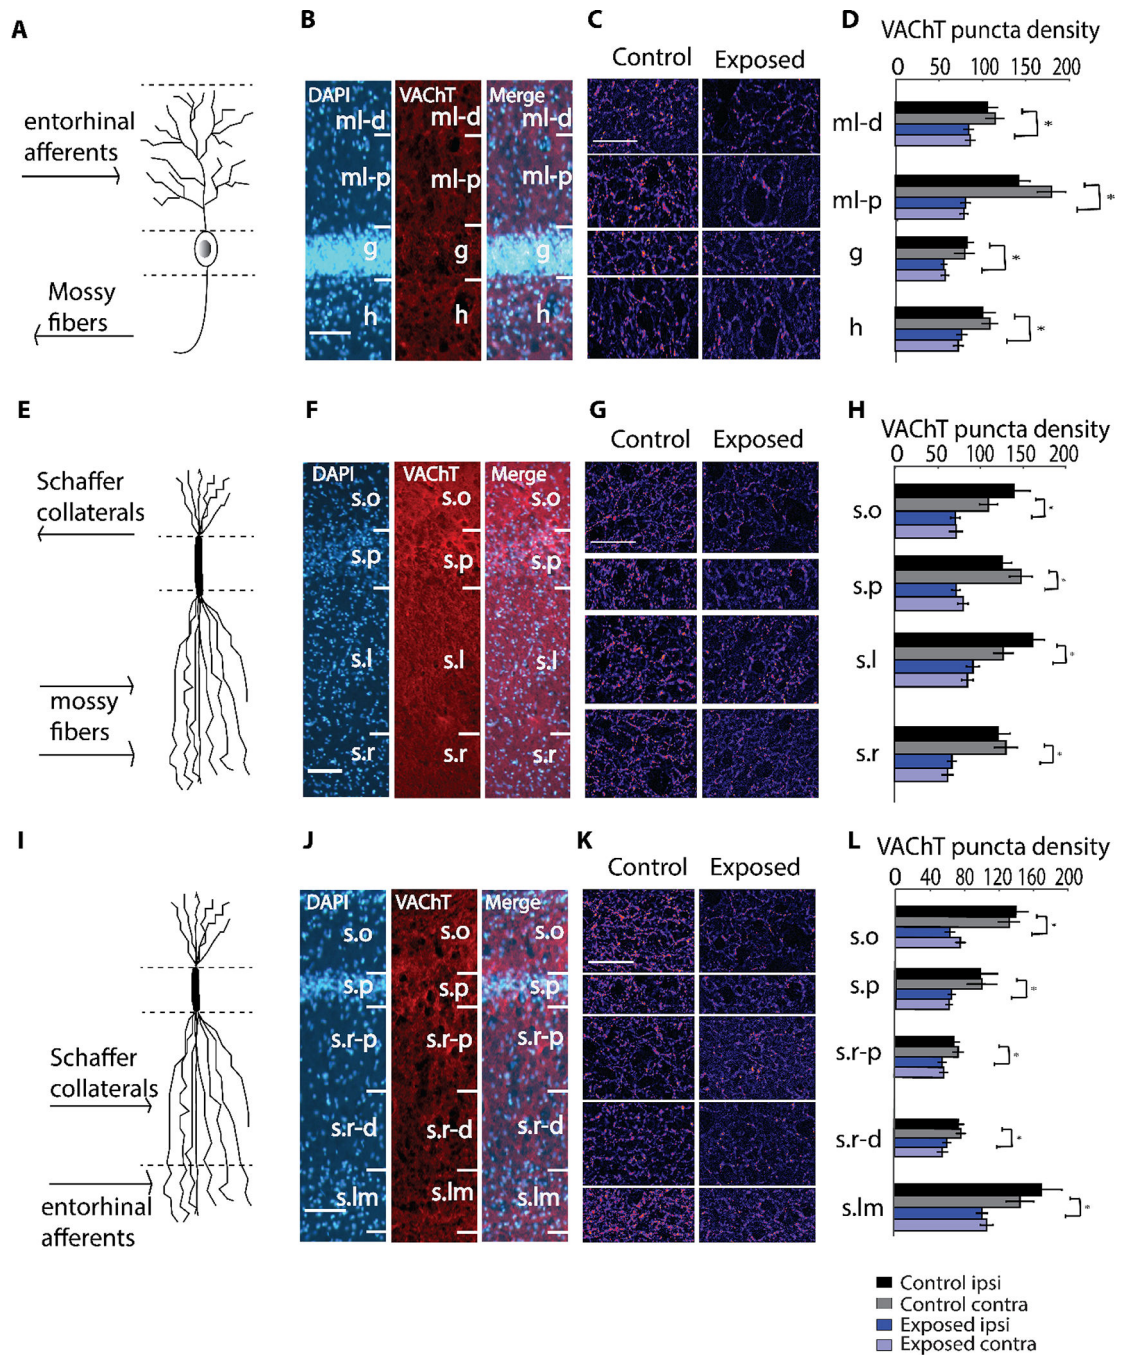 A
entorhinal
afferents
Mossy
fibers
B
DAPI
VAChT
Merge
ml-d
ml-d
ml-d
ml-p
ml-p
ml-p
g
g
g
h
h
h
C
Control
Exposed
D
VAChT puncta density
0 50 100 150 200
ml-d
*
ml-p
*
g
*
h
*
E
Schaffer
collaterals
mossy
fibers
F
DAPI
VAChT
Merge
s.o
s.o
s.o
s.p
s.p
s.p
s.l
s.l
s.l
s.r
s.r
s.r
G
Control
Exposed
H
VAChT puncta density
0 50 100 150 200
s.o
*
s.p
*
s.l
*
s.r
*
I
Schaffer
collaterals
entorhinal
afferents
J
DAPI
VAChT
Merge
s.o
s.o
s.o
s.p
s.p
s.p
s.r-p
s.r-p
s.r-p
s.r-d
s.r-d
s.r-d
s.lm
s.lm
s.lm
K
Control
Exposed
L
VAChT puncta density
0 40 80 120 160 200
s.o
*
s.p
*
s.r-p
*
s.r-d
*
s.lm
*
Control ipsi
Control contra
Exposed ipsi
Exposed contra